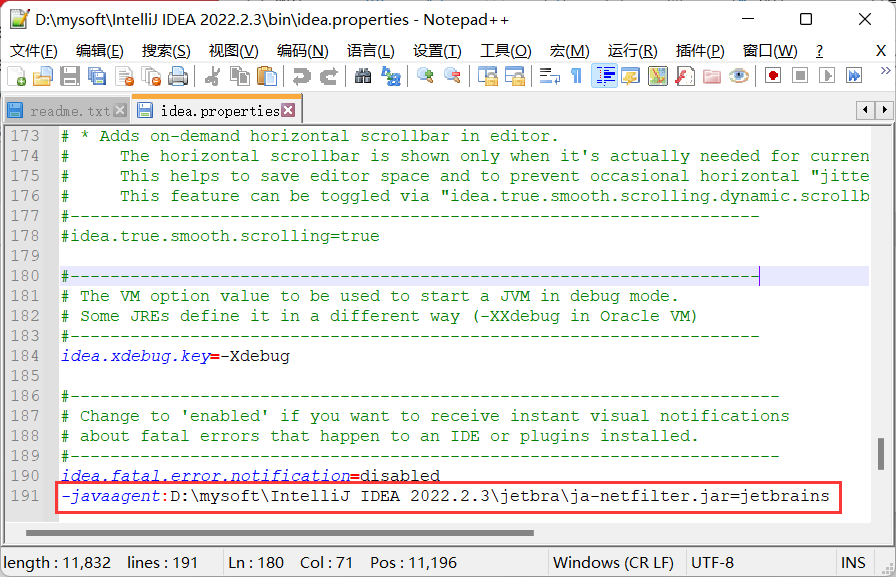 D:\mysoft\IntelliJ IDEA 2022.2.3\bin\idea.properties - Notepad++
文件(F) 编辑(E) 搜索(S) 视图(V) 编码(N) 语言(L) 设置(T) 工具(O) 宏(M) 运行(R) 插件(P) 窗口(W) ? X
readme.txt idea.properties
173 # * Adds on-demand horizontal scrollbar in editor.
174 #     The horizontal scrollbar is shown only when it's actually needed for curren
175 #     This helps to save editor space and to prevent occasional horizontal "jitte
176 #     This feature can be toggled via "idea.true.smooth.scrolling.dynamic.scrollb
177 #---------------------------------------------------------------------
178 #idea.true.smooth.scrolling=true
179
180 #---------------------------------------------------------------------
181 # The VM option value to be used to start a JVM in debug mode.
182 # Some JREs define it in a different way (-XXdebug in Oracle VM)
183 #---------------------------------------------------------------------
184 idea.xdebug.key=-Xdebug
185
186 #-----------------------------------------------------------------------
187 # Change to 'enabled' if you want to receive instant visual notifications
188 # about fatal errors that happen to an IDE or plugins installed.
189 #-----------------------------------------------------------------------
190 idea.fatal.error.notification=disabled
191 -javaagent:D:\mysoft\IntelliJ IDEA 2022.2.3\jetbra\ja-netfilter.jar=jetbrains
length : 11,832 lines : 191 Ln : 180 Col : 71 Pos : 11,196 Windows (CR LF) UTF-8 INS